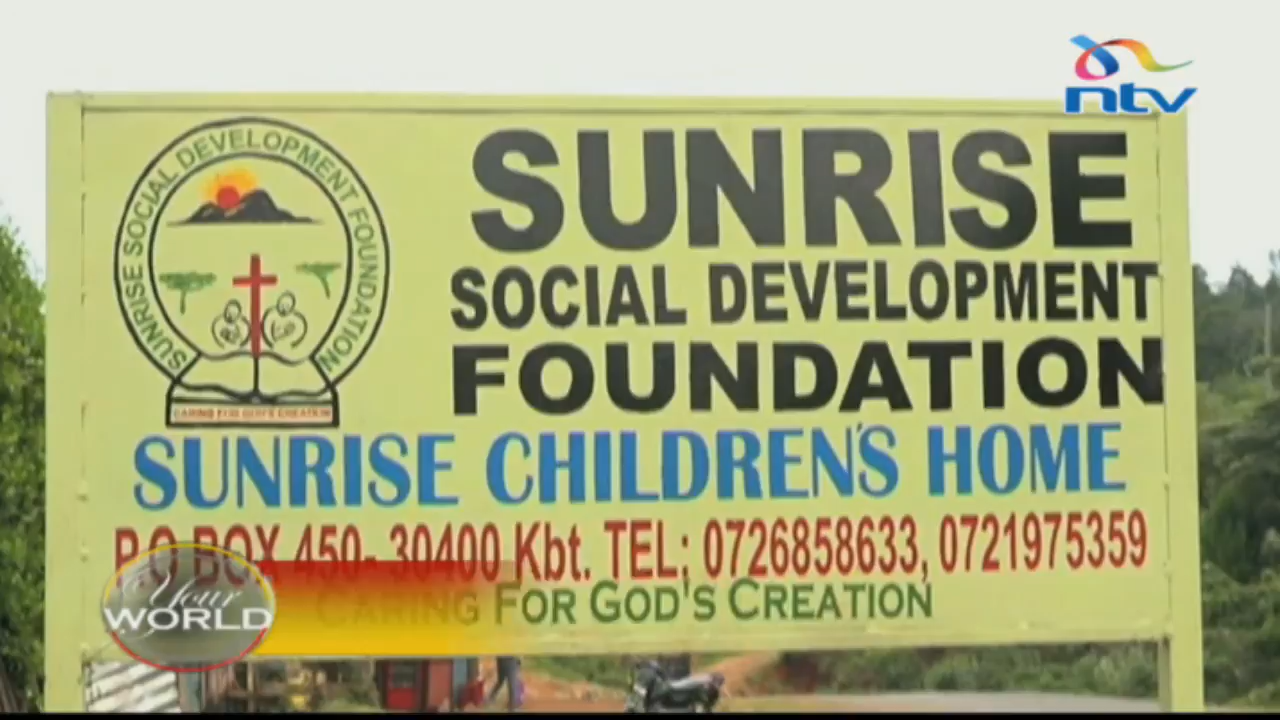 ntv
SUNRISE SOCIAL DEVELOPMENT FOUNDATION
CARING FOR GOD'S CREATION
SUNRISE
SOCIAL DEVELOPMENT
FOUNDATION
SUNRISE CHILDREN'S HOME
P.O BOX 450- 30400 Kbt. TEL; 0726858633, 0721975359
CARING FOR GOD'S CREATION
Your
WORLD